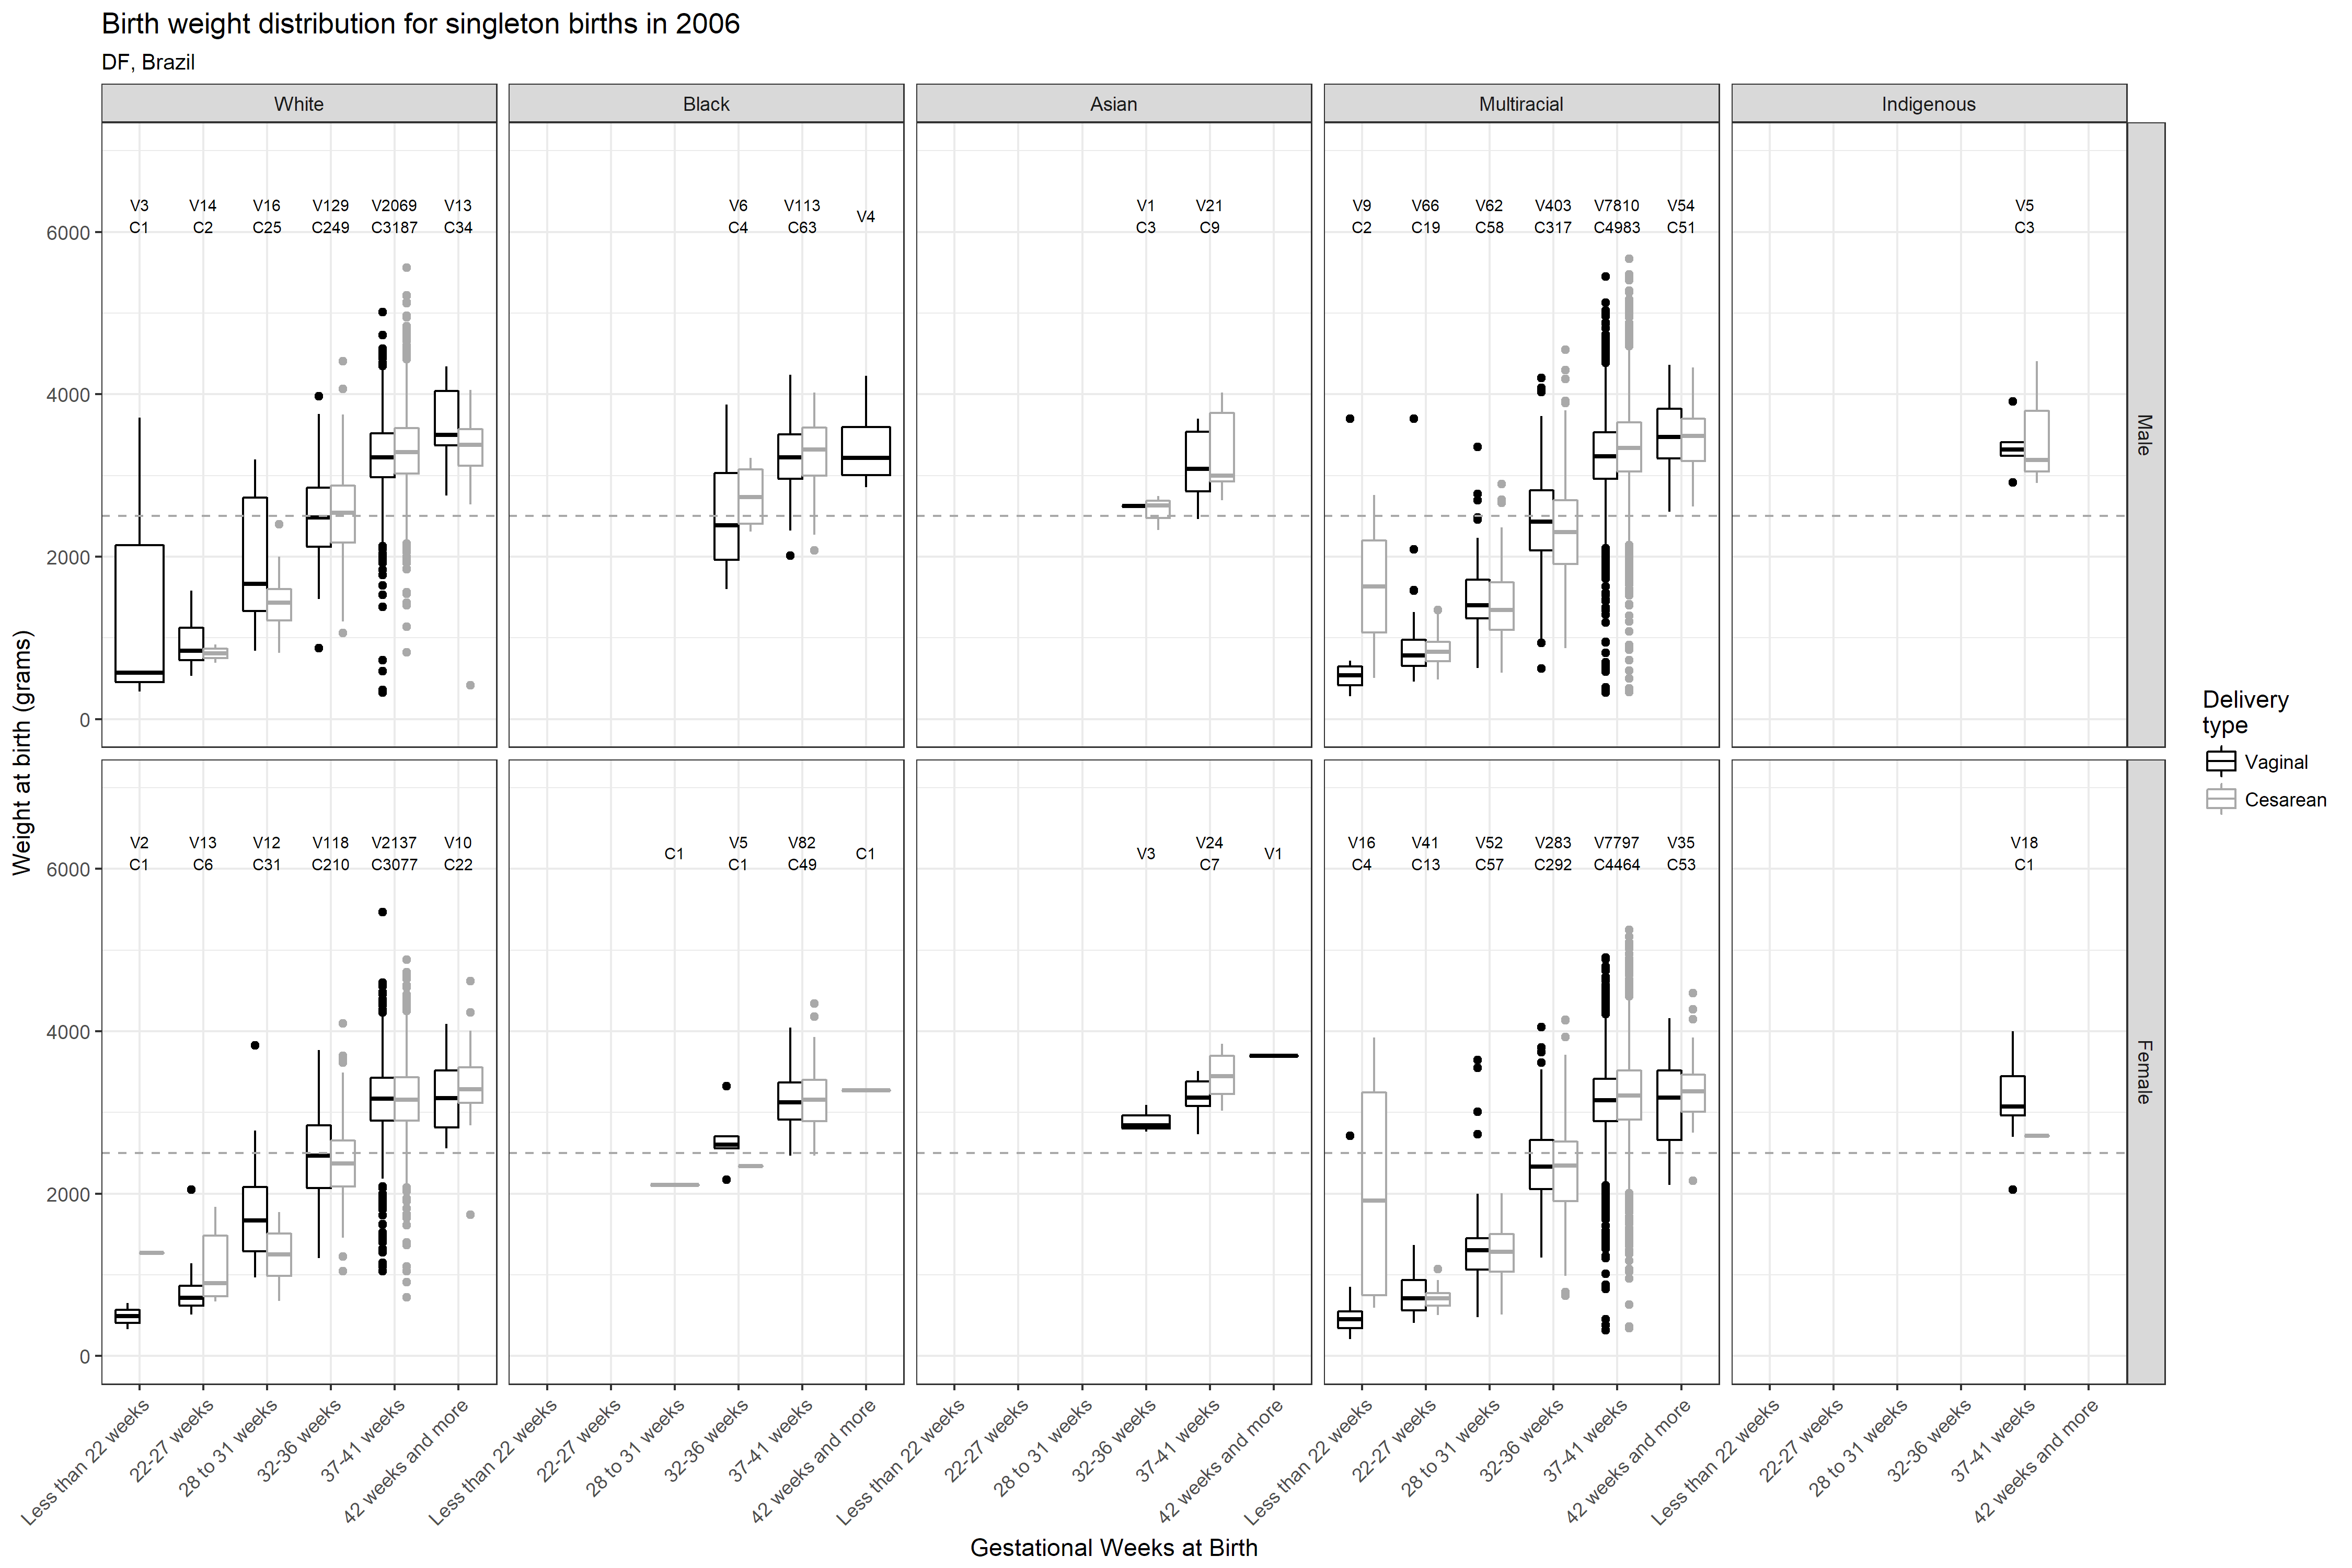 Birth weight distribution for singleton births in 2006
DF, Brazil
White Black Asian Multiracial Indigenous
V3 V14 V16 V129 V2069 V13 V6 V113 V4 V1 V21 V9 V66 V62 V403 V7810 V54 V5
C1 C2 C25 C249 C3187 C34 C4 C63 C3 C9 C2 C19 C58 C317 C4983 C51 C3
6000
4000
2000
0
Male
V2 V13 V12 V118 V2137 V10 C1 V5 V82 C1 V3 V24 V1 V16 V41 V52 V283 V7797 V35 V18
C1 C6 C31 C210 C3077 C22 C1 C49 C7 C4 C13 C57 C292 C4464 C53 C1
6000
4000
2000
0
Female
Weight at birth (grams)
Less than 22 weeks 22-27 weeks 28 to 31 weeks 32-36 weeks 37-41 weeks 42 weeks and more
Less than 22 weeks 22-27 weeks 28 to 31 weeks 32-36 weeks 37-41 weeks 42 weeks and more
Less than 22 weeks 22-27 weeks 28 to 31 weeks 32-36 weeks 37-41 weeks 42 weeks and more
Less than 22 weeks 22-27 weeks 28 to 31 weeks 32-36 weeks 37-41 weeks 42 weeks and more
Less than 22 weeks 22-27 weeks 28 to 31 weeks 32-36 weeks 37-41 weeks 42 weeks and more
Gestational Weeks at Birth
Delivery
type
Vaginal
Cesarean